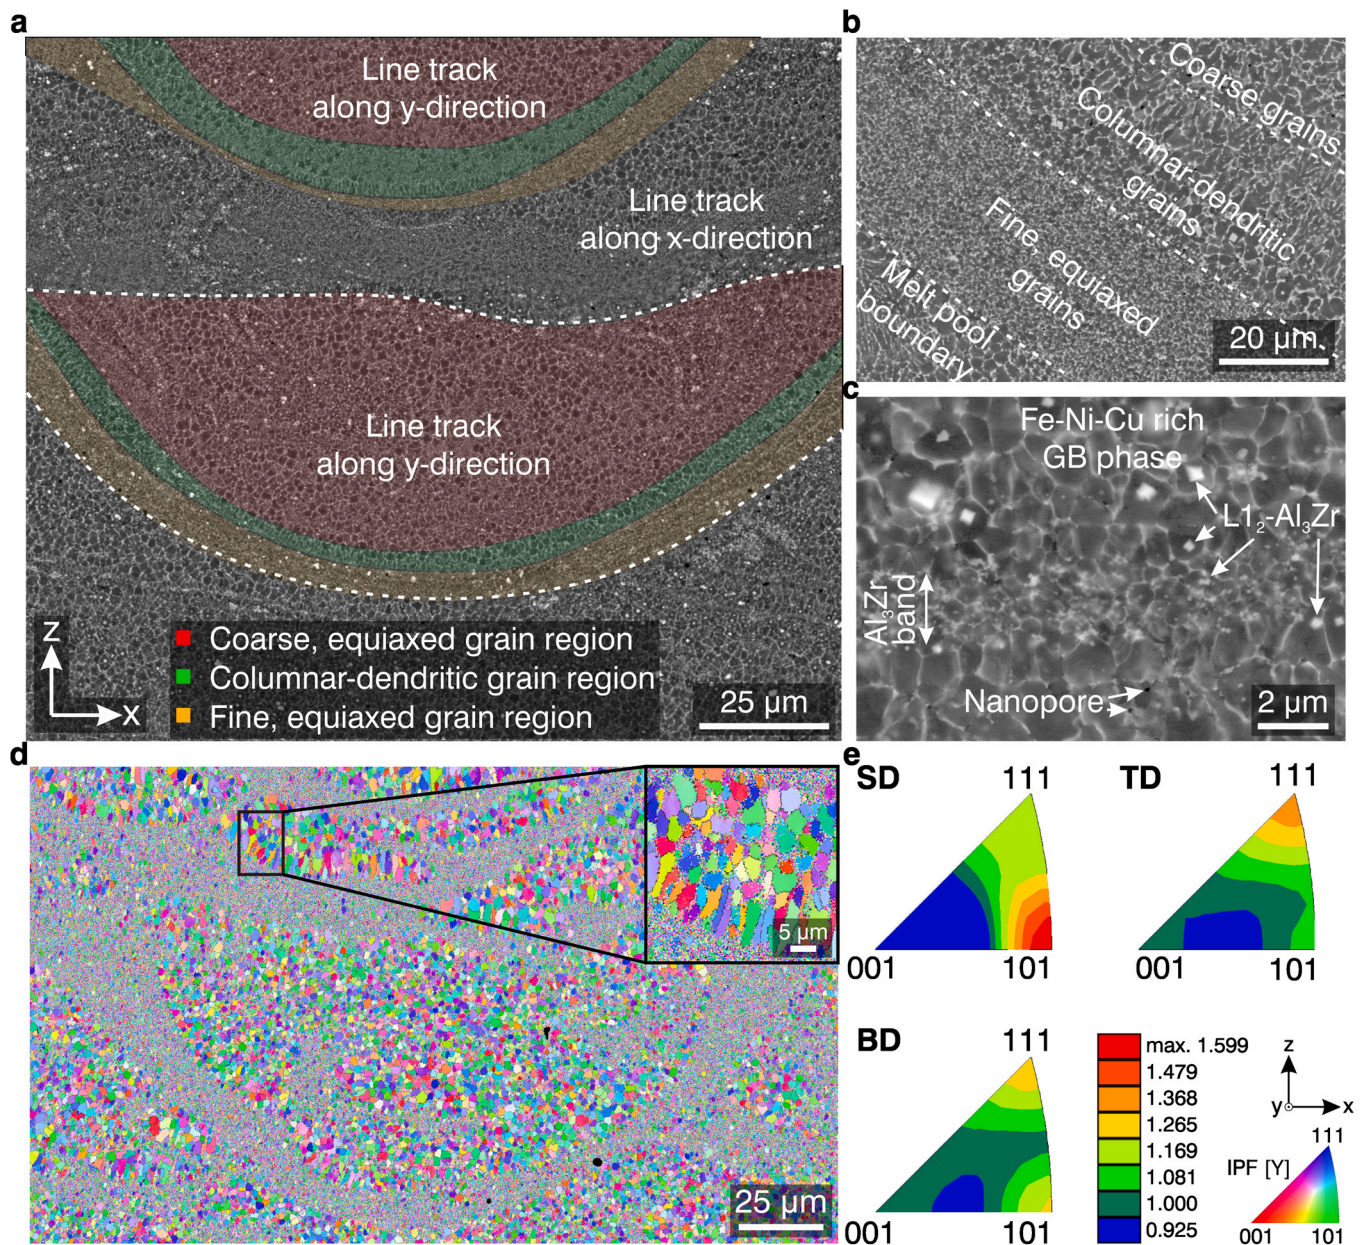 a
Line track
along y-direction
Line track
along x-direction
Line track
along y-direction
Z
X
Coarse, equiaxed grain region
Columnar-dendritic grain region
Fine, equiaxed grain region
25 µm
b
Coarse grains
Columnar-dendritic
grains
Fine, equiaxed
grains
Melt pool
boundary
20 µm
c
Fe-Ni-Cu rich
GB phase
L1₂-Al₃Zr
Al₃Zr
band
Nanopore
2 µm
d
5 µm
25 µm
e
SD
111
001
101
TD
111
001
101
BD
111
001
101
max. 1.599
1.479
1.368
1.265
1.169
1.081
1.000
0.925
z
y
x
IPF [Y]
111
001
101